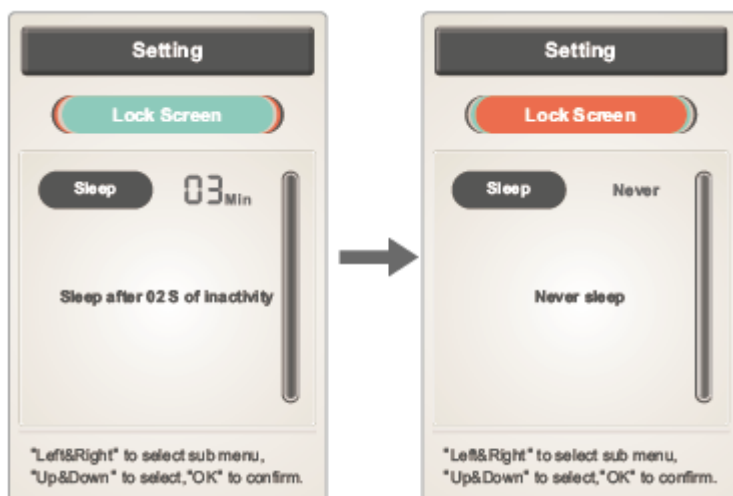 Setting
Lock Screen
Sleep
03Min
Sleep after 02 S of inactivity
"Left&Right" to select sub menu,
"Up&Down" to select,"OK" to confirm.
Setting
Lock Screen
Sleep
Never
Never sleep
"Left&Right" to select sub menu,
"Up&Down" to select,"OK" to confirm.